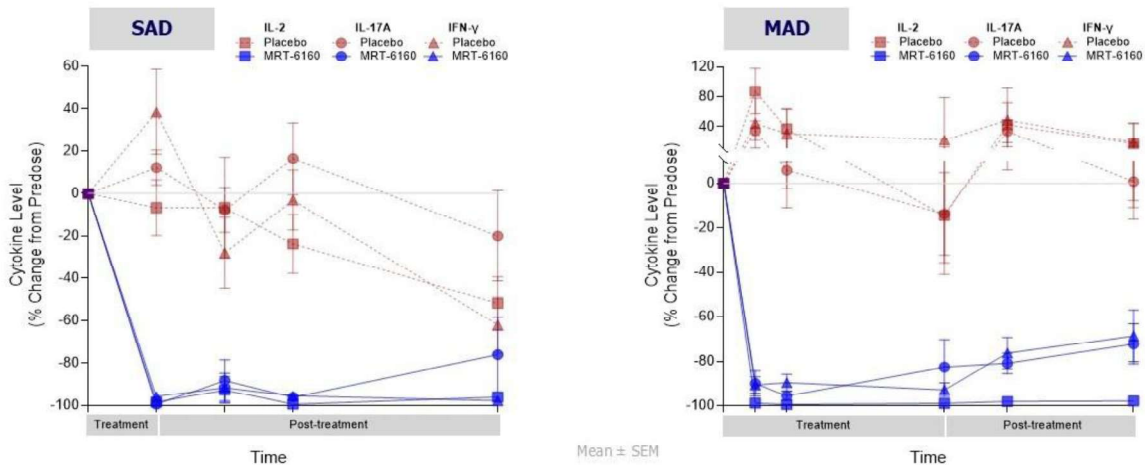 SAD
IL-2 IL-17A IFN-γ
Placebo Placebo Placebo
MRT-6160 MRT-6160 MRT-6160
60
40
20
0
-20
-40
-60
-80
-100
Cytokine Level
(% Change from Predose)
Treatment Post-treatment
Time
Mean ± SEM
MAD
IL-2 IL-17A IFN-γ
Placebo Placebo Placebo
MRT-6160 MRT-6160 MRT-6160
120
80
40
0
-20
-40
-60
-80
-100
Cytokine Level
(% Change from Predose)
Treatment Post-treatment
Time